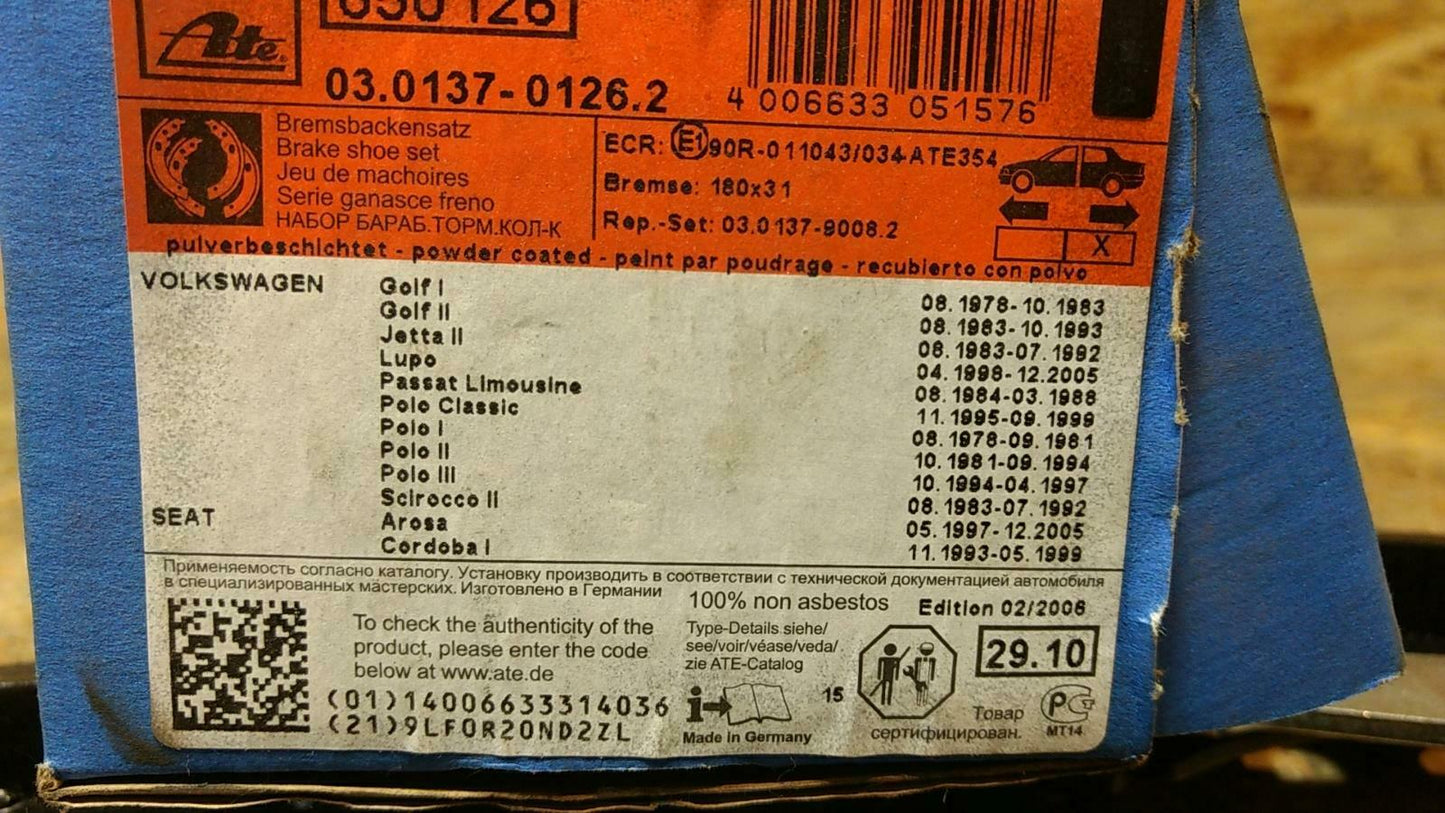 650126
Ate
03.0137-0126.2
4 006633 051576
Bremsbackensatz
Brake shoe set
Jeu de machoires
Serie ganasce freno
НАБОР БАРАБ.ТОРМ.КОЛ-К
ECR: E1 90R-011043/034 ATE354
Bremse: 180x31
Rep.-Set: 03.0137-9008.2
X
pulverbeschichtet - powder coated - peint par poudrage - recubierto con polvo
VOLKSWAGEN Golf I 08.1978-10.1983
Golf II 08.1983-10.1993
Jetta II 08.1983-07.1992
Lupo 04.1998-12.2005
Passat Limousine 08.1984-03.1988
Polo Classic 11.1995-09.1999
Polo I 08.1978-09.1981
Polo II 10.1981-09.1994
Polo III 10.1994-04.1997
Scirocco II 08.1983-07.1992
SEAT Arosa 05.1997-12.2005
Cordoba I 11.1993-05.1999
Применяемость согласно каталогу. Установку производить в соответствии с технической документацией автомобиля
в специализированных мастерских. Изготовлено в Германии
100% non asbestos
Edition 02/2006
To check the authenticity of the
product, please enter the code
below at www.ate.de
(01)14006633314036
(21)9LF0R20ND2ZL
Type-Details siehe/
see/voir/véase/veda/
zie ATE-Catalog
15
Made in Germany
29.10
Товар
сертифицирован.
МТ14